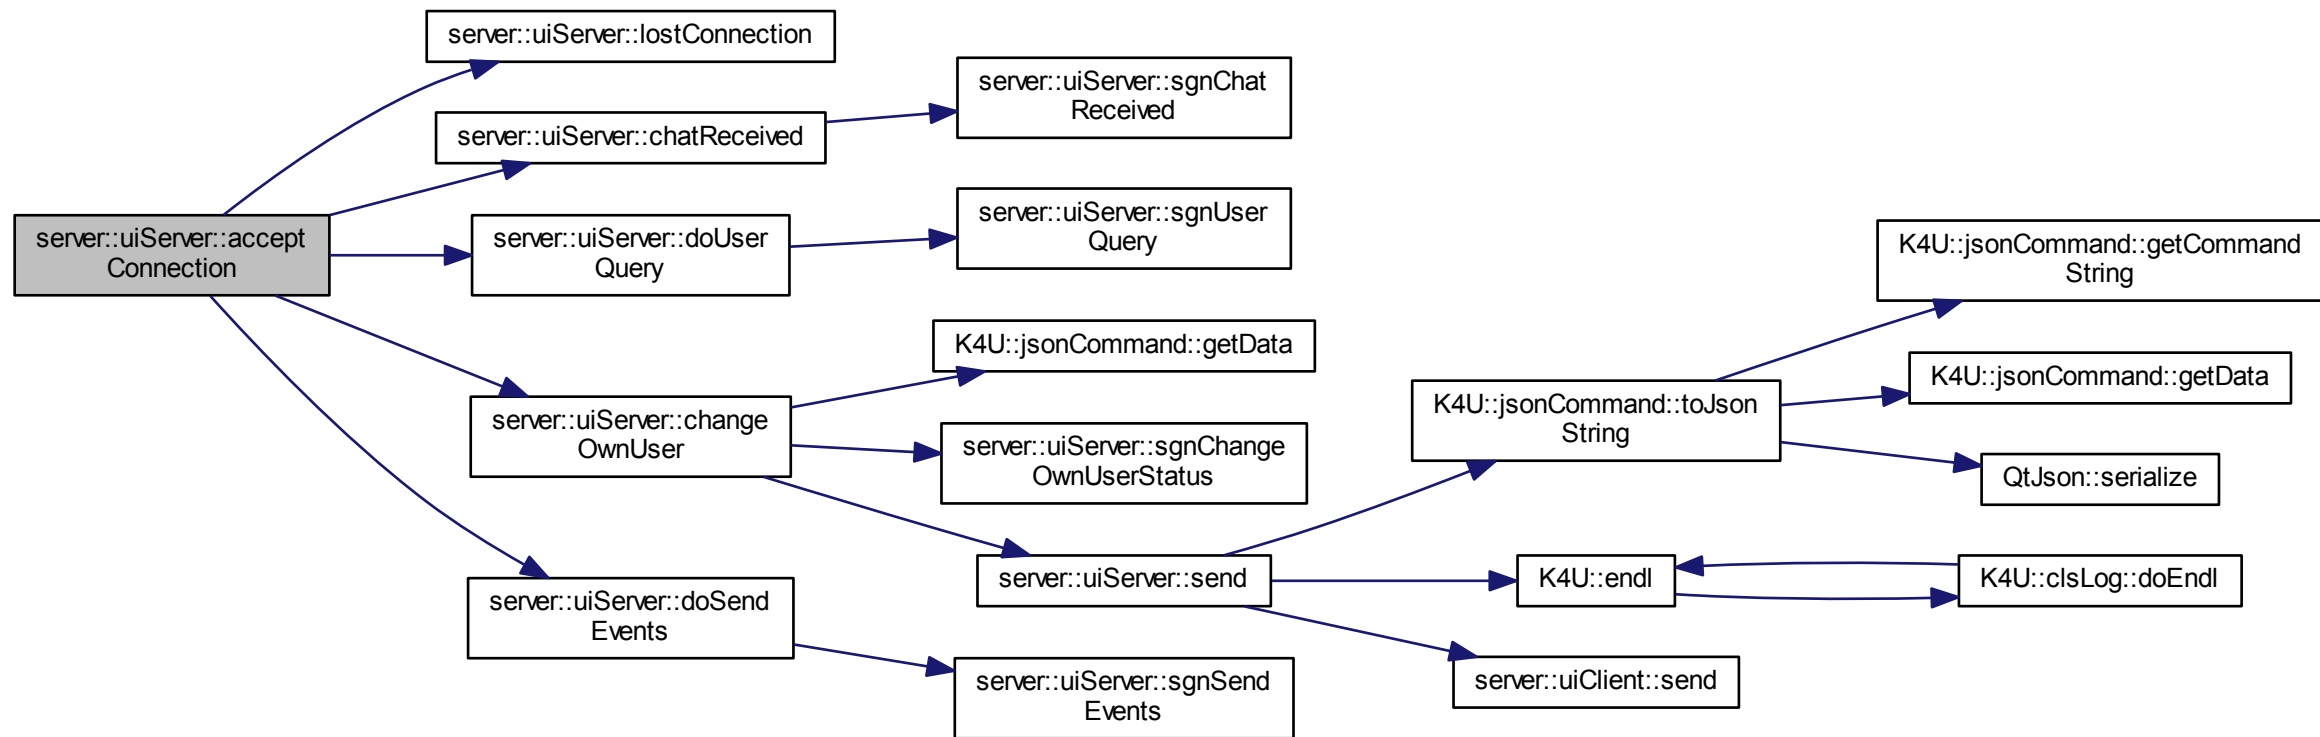 server::uiServer::lostConnection
server::uiServer::sgnChat
Received
server::uiServer::chatReceived
server::uiServer::accept
Connection
server::uiServer::doUser
Query
server::uiServer::sgnUser
Query
K4U::jsonCommand::getCommand
String
K4U::jsonCommand::getData
K4U::jsonCommand::getData
server::uiServer::change
OwnUser
K4U::jsonCommand::toJson
String
server::uiServer::sgnChange
OwnUserStatus
QtJson::serialize
server::uiServer::send
K4U::endl
K4U::clsLog::doEndl
server::uiServer::doSend
Events
server::uiServer::sgnSend
Events
server::uiClient::send